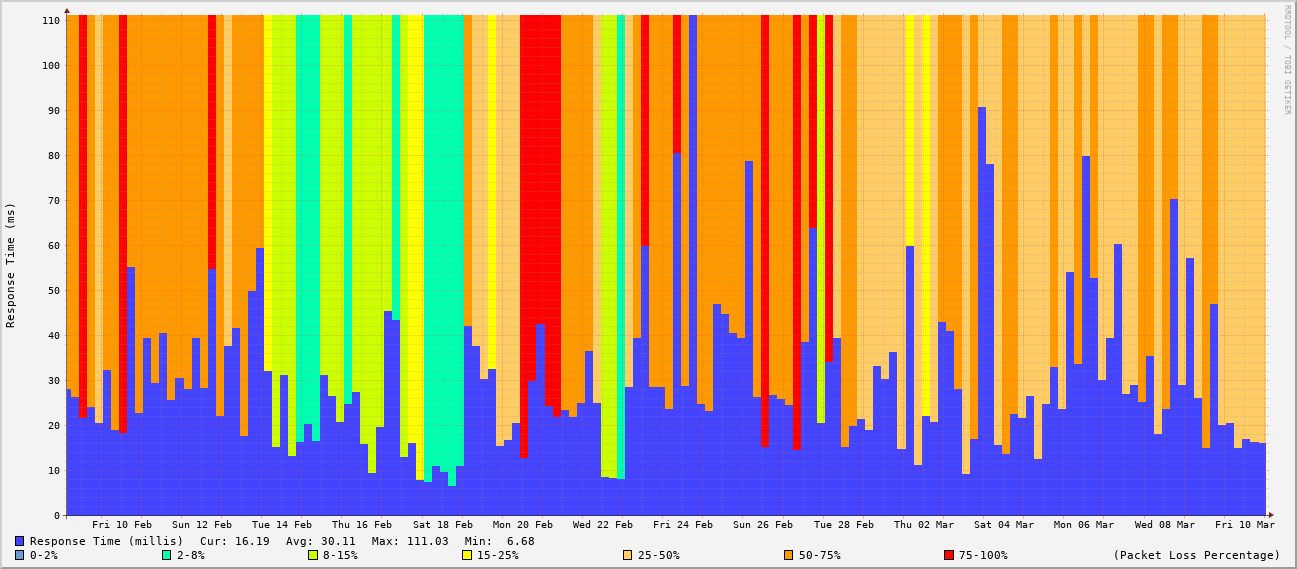 RRDTOOL / TOBI OETIKER
Response Time (ms)
110
100
90
80
70
60
50
40
30
20
10
0
Fri 10 Feb Sun 12 Feb Tue 14 Feb Thu 16 Feb Sat 18 Feb Mon 20 Feb Wed 22 Feb Fri 24 Feb Sun 26 Feb Tue 28 Feb Thu 02 Mar Sat 04 Mar Mon 06 Mar Wed 08 Mar Fri 10 Mar
Response Time (millis) Cur: 16.19 Avg: 30.11 Max: 111.03 Min: 6.68
0-2% 2-8% 8-15% 15-25% 25-50% 50-75% 75-100% (Packet Loss Percentage)